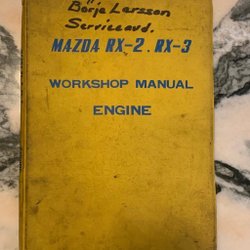 Börje Larsson
Serviceavd.
MAZDA RX-2. RX-3
WORKSHOP MANUAL
ENGINE